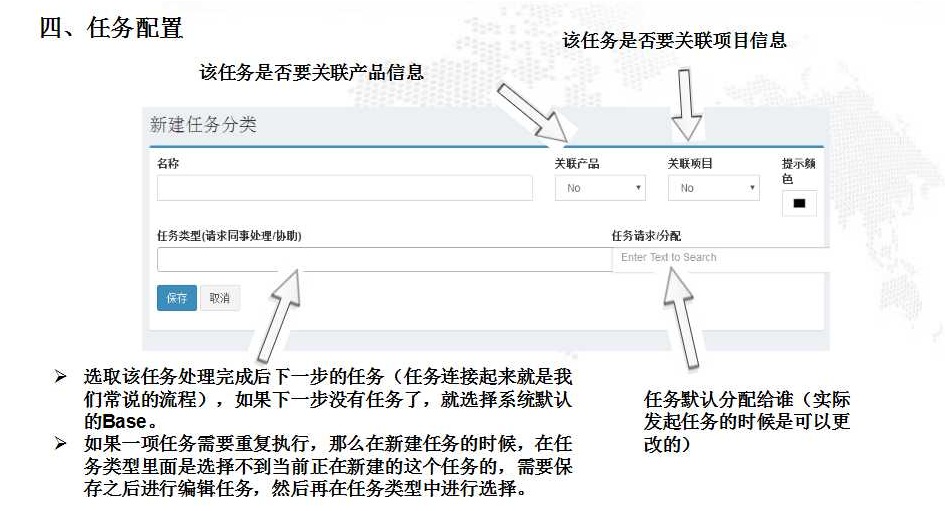 四、任务配置
该任务是否要关联项目信息
该任务是否要关联产品信息
新建任务分类
名称
关联产品
关联项目
提示颜
色
No
No
任务类型(请求同事处理/协助)
任务请求/分配
Enter Text to Search
保存
取消
➢ 选取该任务处理完成后下一步的任务（任务连接起来就是我
们常说的流程），如果下一步没有任务了，就选择系统默认
的Base。
➢ 如果一项任务需要重复执行，那么在新建任务的时候，在任
务类型里面是选择不到当前正在新建的这个任务的，需要保
存之后进行编辑任务，然后再在任务类型中进行选择。
任务默认分配给谁（实际
发起任务的时候是可以更
改的）